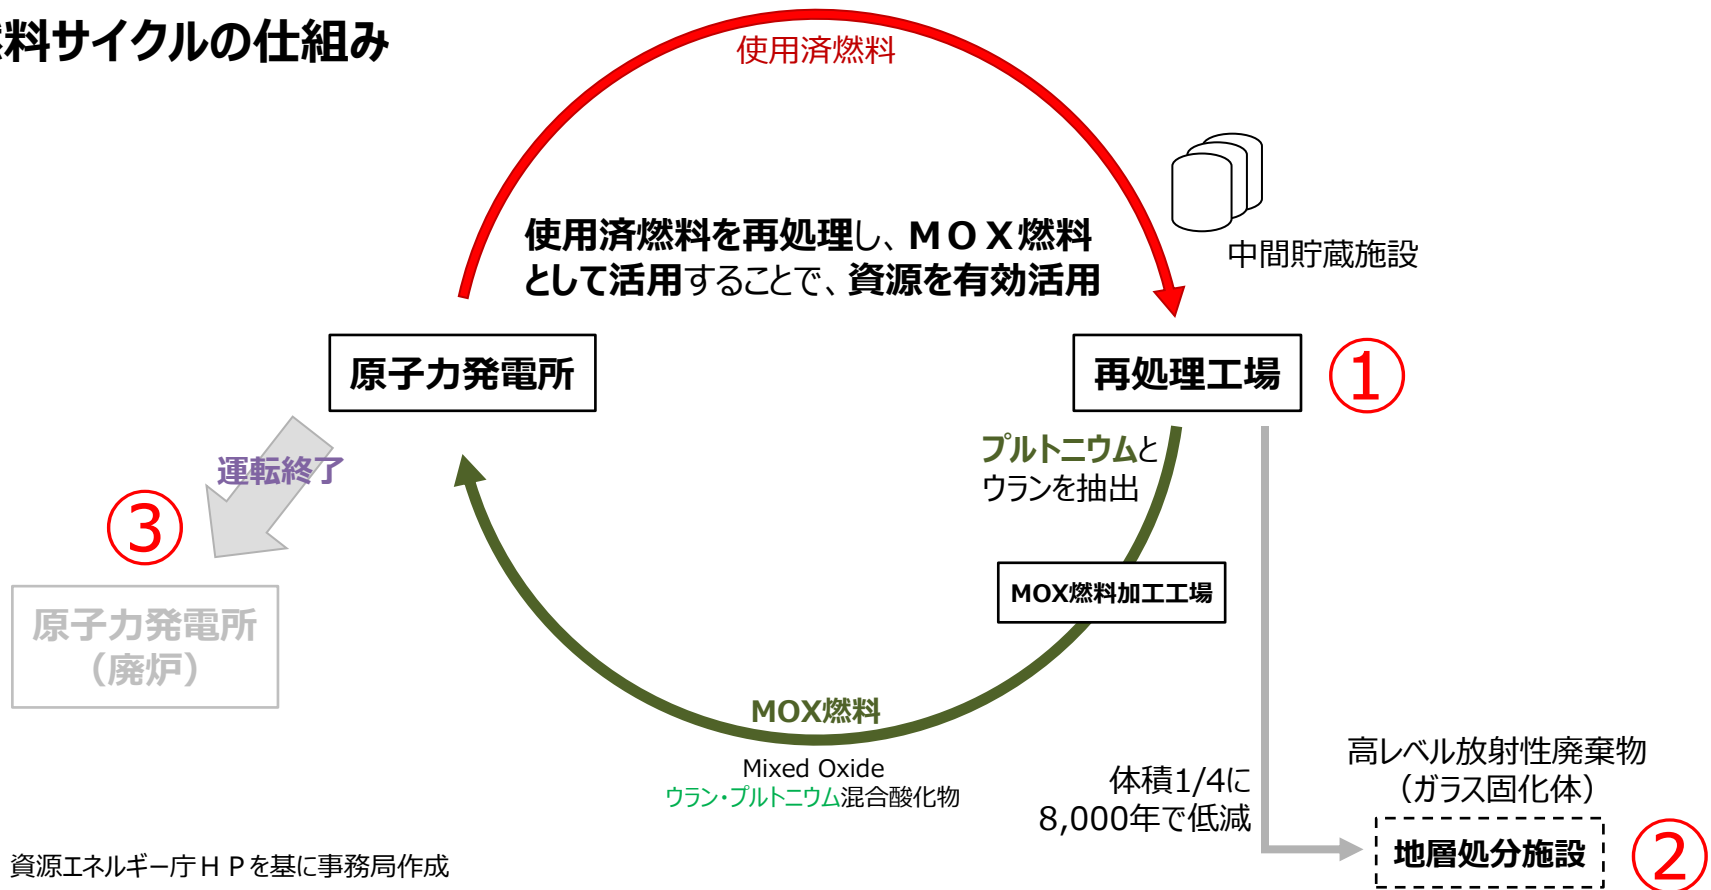 料サイクルの仕組み
使用済燃料
中間貯蔵施設
使用済燃料を再処理し、ＭＯＸ燃料
として活用することで、資源を有効活用
原子力発電所
再処理工場
①
運転終了
③
原子力発電所
（廃炉）
プルトニウムと
ウランを抽出
MOX燃料加工工場
MOX燃料
Mixed Oxide
ウラン・プルトニウム混合酸化物
体積1/4に
8,000年で低減
高レベル放射性廃棄物
（ガラス固化体）
地層処分施設
②
資源エネルギー庁ＨＰを基に事務局作成